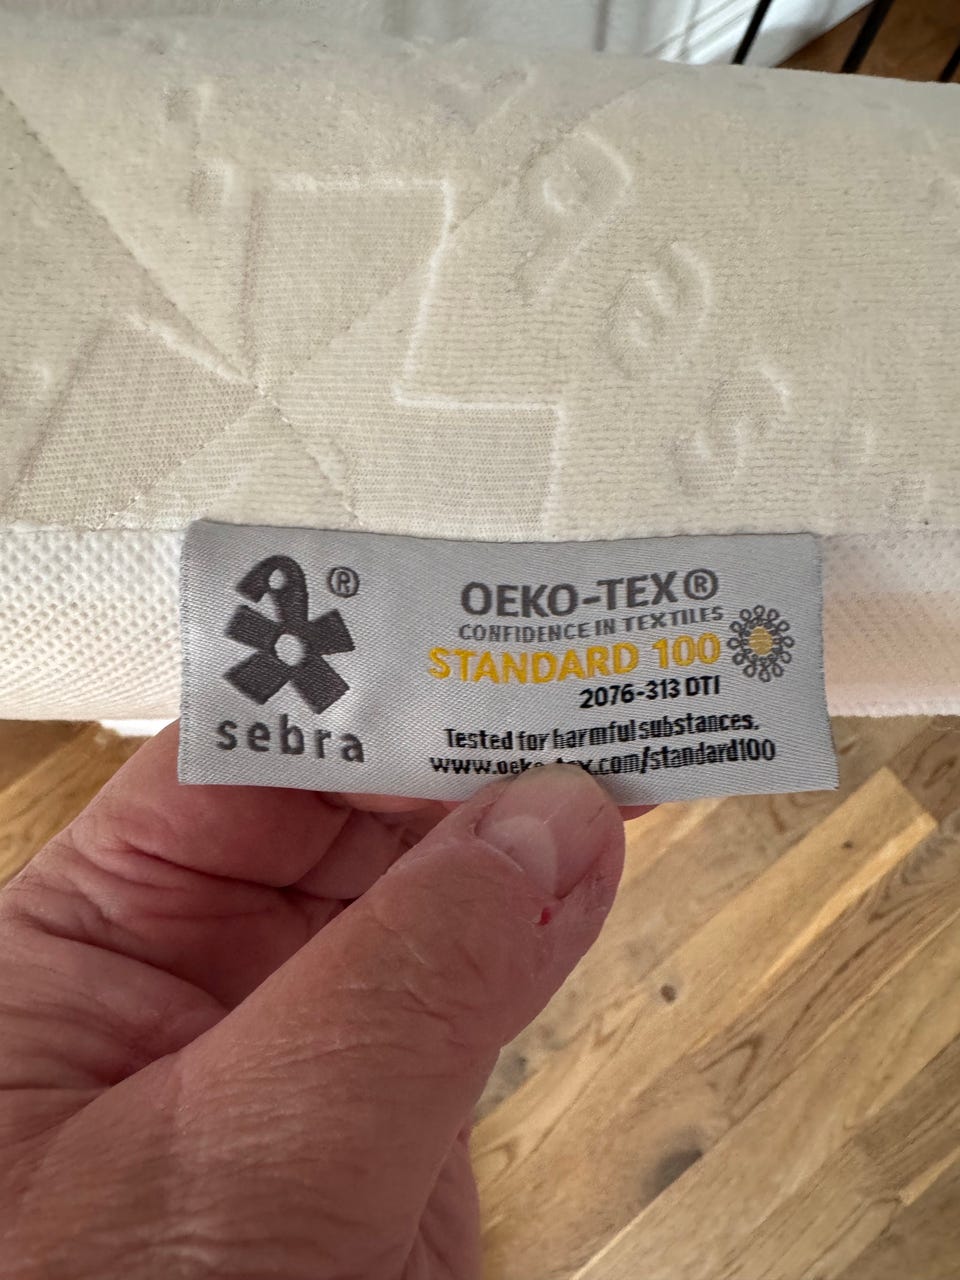 sebra
®
OEKO-TEX®
CONFIDENCE IN TEXTILES
STANDARD 100
2076-313 DTI
Tested for harmful substances.
www.oeko-tex.com/standard100